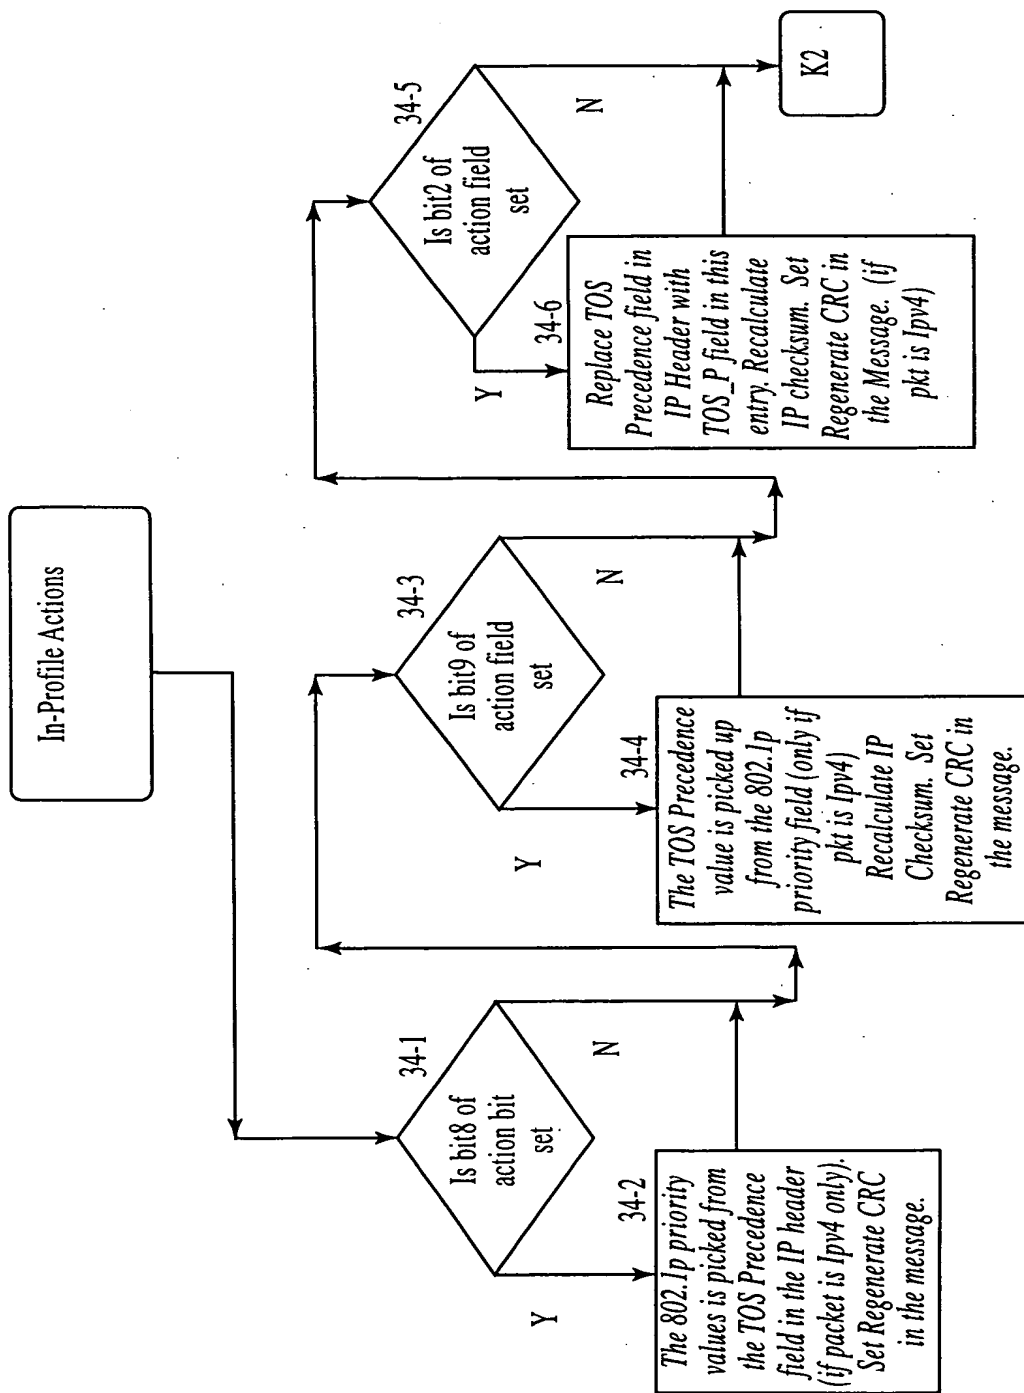 In-Profile Actions
34-1
Is bit8 of
action bit
set
Y
N
34-2
The 802.1p priority
values is picked from
the TOS Precedence
field in the IP header
(if packet is Ipv4 only).
Set Regenerate CRC
in the message.
34-3
Is bit9 of
action field
set
Y
N
34-4
The TOS Precedence
value is picked up
from the 802.1p
priority field (only if
pkt is Ipv4)
Recalculate IP
Checksum. Set
Regenerate CRC in
the message.
34-5
Is bit2 of
action field
set
Y
N
34-6
Replace TOS
Precedence field in
IP Header with
TOS_P field in this
entry. Recalculate
IP checksum. Set
Regenerate CRC in
the Message. (if
pkt is Ipv4)
K2